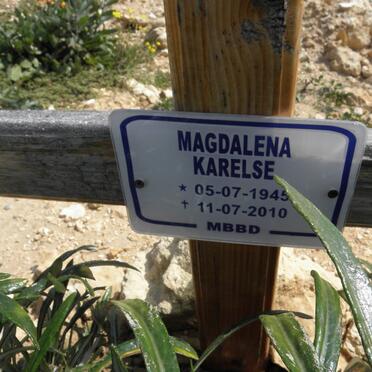 MAGDALENA
KARELSE
* 05-07-1945
† 11-07-2010
MBBD